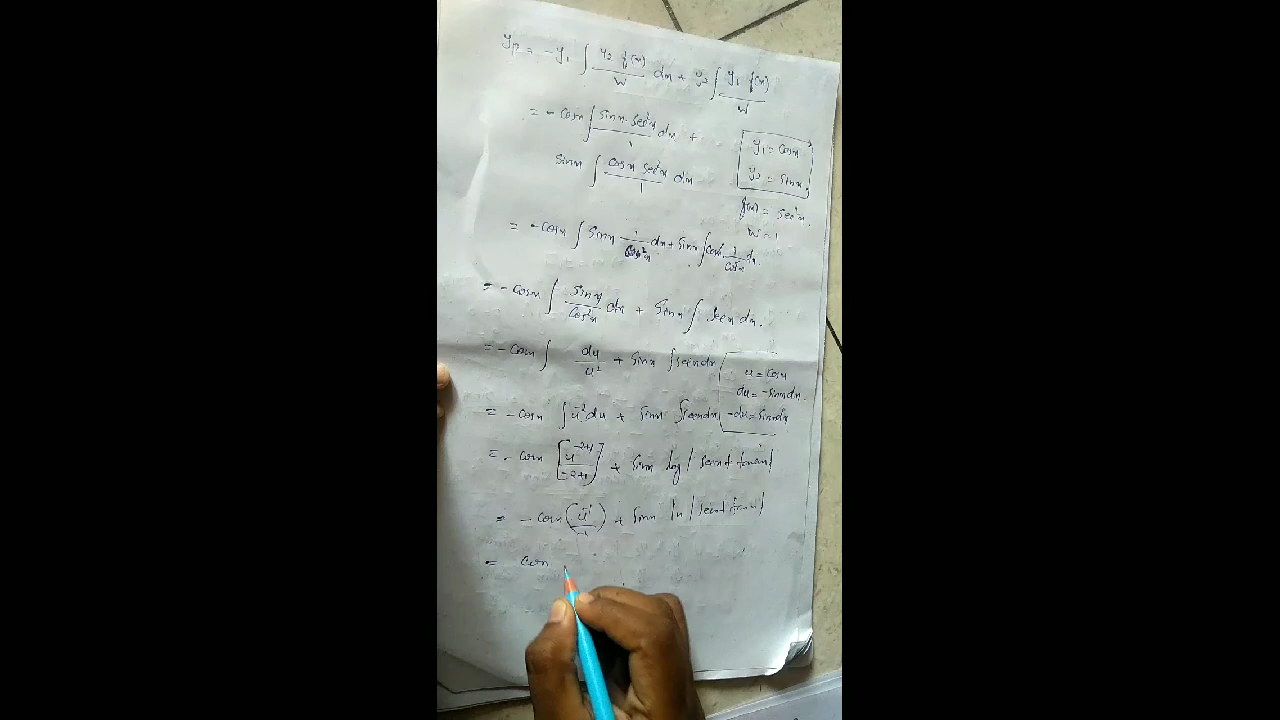 yp = -y₁ ∫ y₂ f(x)/W dx + y₂ ∫ y₁ f(x)/W
= - cosx ∫ sinx · sec²x/1 dx +
sinx ∫ cosx sec²x/1 dx
y₁ = cosx
y₂ = sinx
f(x) = sec²x.
W = 1
= - cosx ∫ sinx 1/cos²x dx + sinx ∫ cosx 1/cos²x dx.
= - cosx ∫ sinx/cos²x dx + sinx ∫ secx dx.
= - cosx ∫ du/u² + sinx ∫ secx dx
u = cosx
du = -sinx dx.
-du = sinx dx
= - cosx ∫ u⁻² du + sinx ∫ secx dx
= - cosx [u⁻²⁺¹/-2+1] + sinx log | secx + tanx |
= - cosx (u⁻¹/-1) + sinx ln | secx + tanx |
= cosx